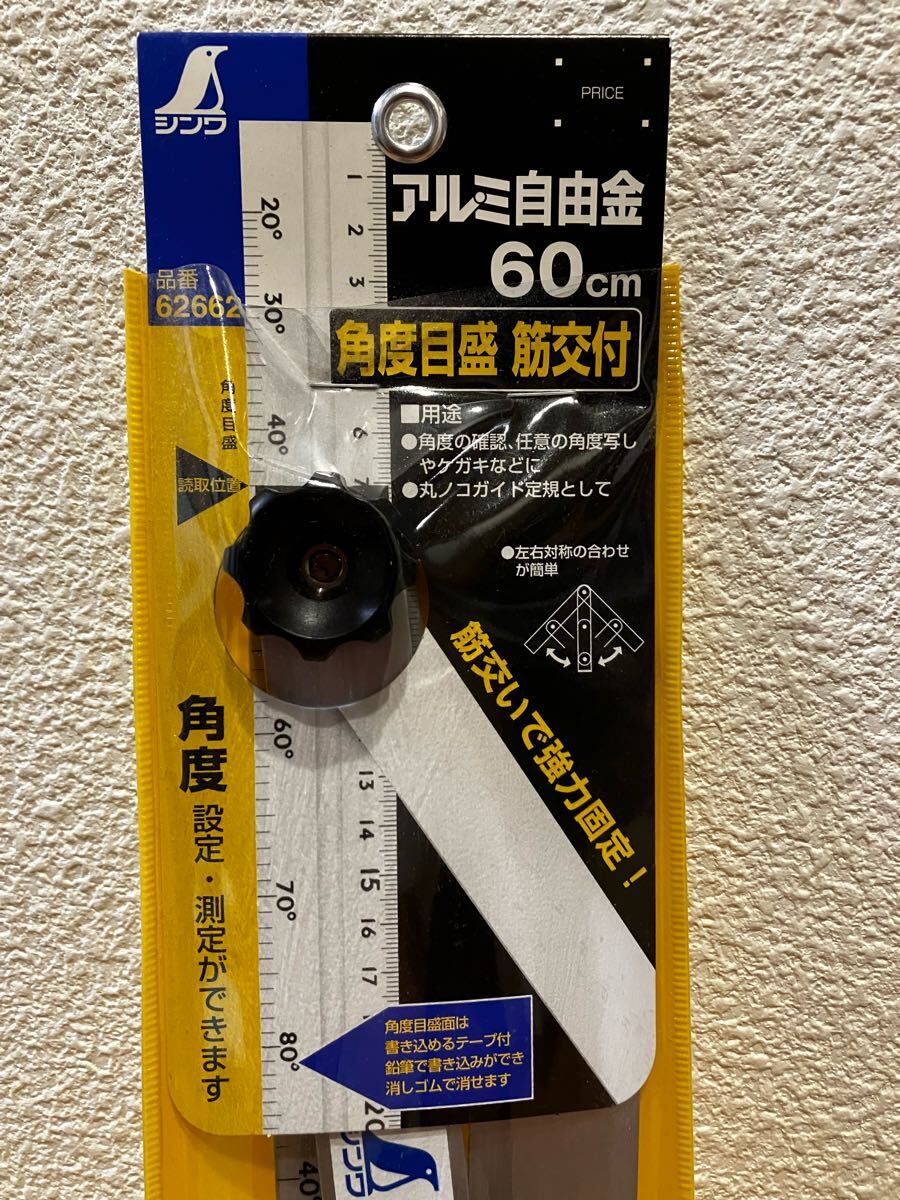 シンワ
PRICE
アルミ自由金
60cm
品番
62662
角度目盛 筋交付
■用途
●角度の確認、任意の角度写し
やケガキなどに
●丸ノコガイド定規として
角度目盛
読取位置
●左右対称の合わせ
が簡単
筋交いで強力固定!
角度
設定・測定ができます
角度目盛面は
書き込めるテープ付
鉛筆で書き込みができ
消しゴムで消せます
20°
30°
40°
60°
70°
80°
1
2
3
6
7
13
14
15
16
17
20
シンワ
40°